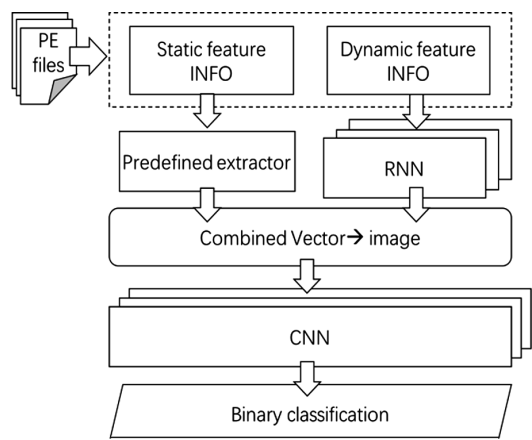 PE
files
Static feature
INFO
Dynamic feature
INFO
Predefined extractor
RNN
Combined Vector→ image
CNN
Binary classification